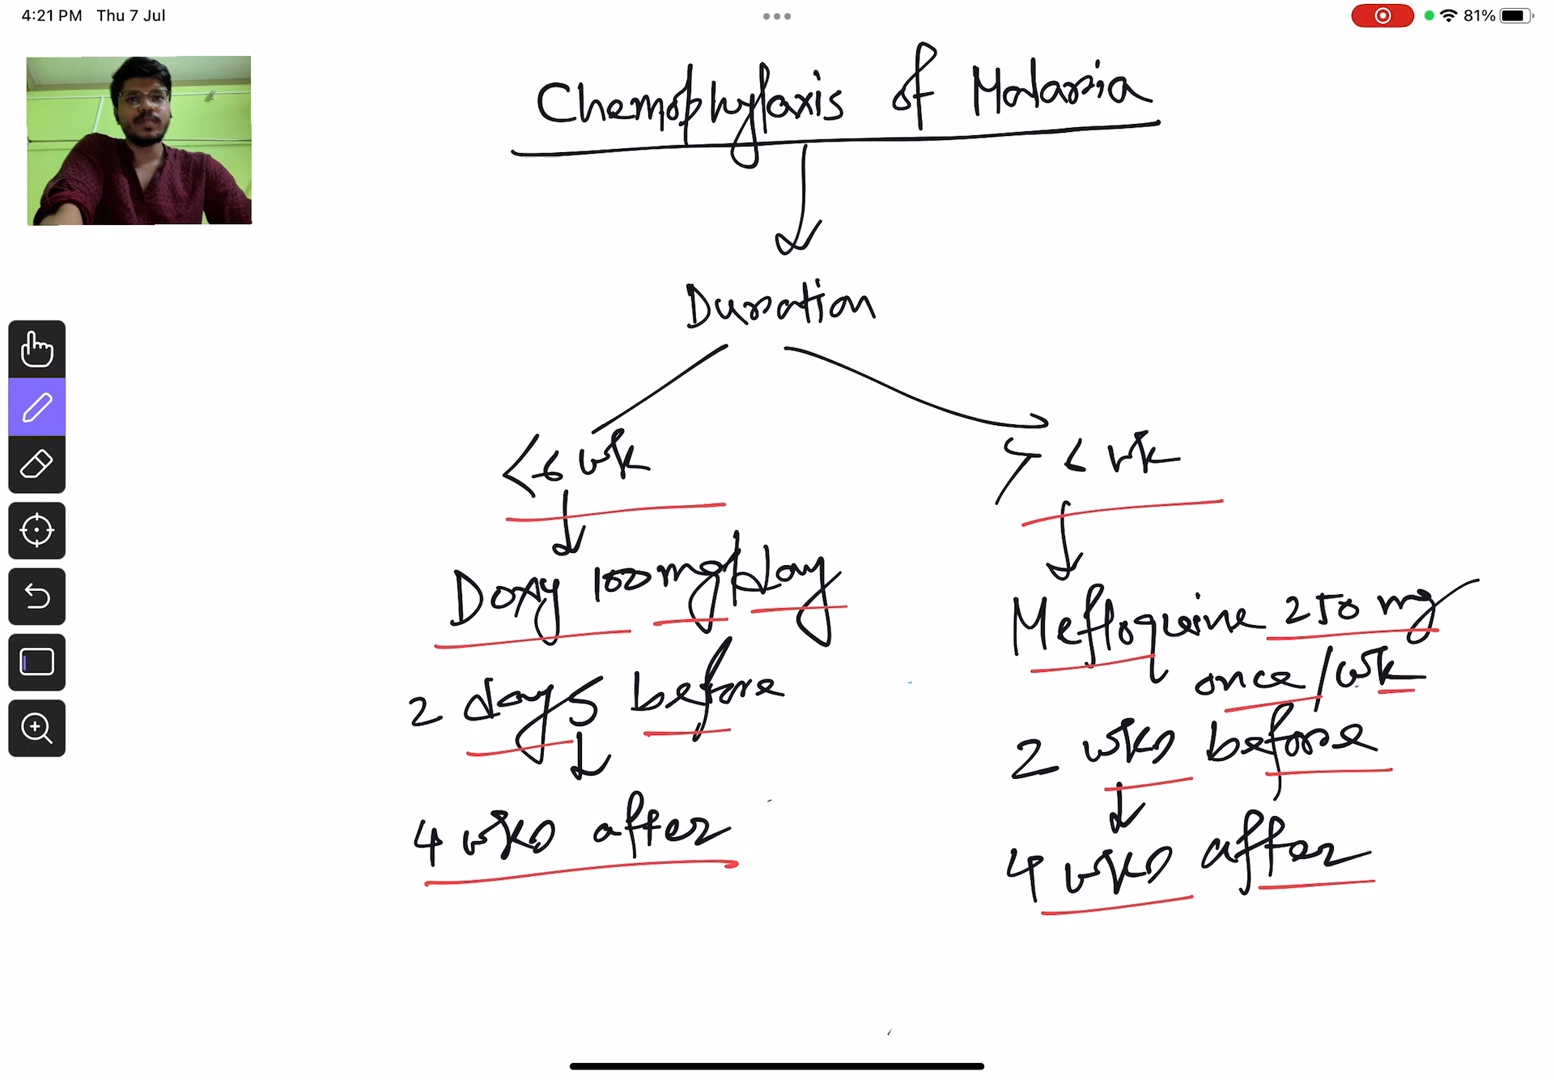 4:21 PM Thu 7 Jul
81%
Chemophylaxis of Malaria
Duration
<6 wk
> 6 wk
Doxy 100mg/day
Mefloquine 250 mg
once/wk
2 days before
2 wks before
4 wks after
4 wks after